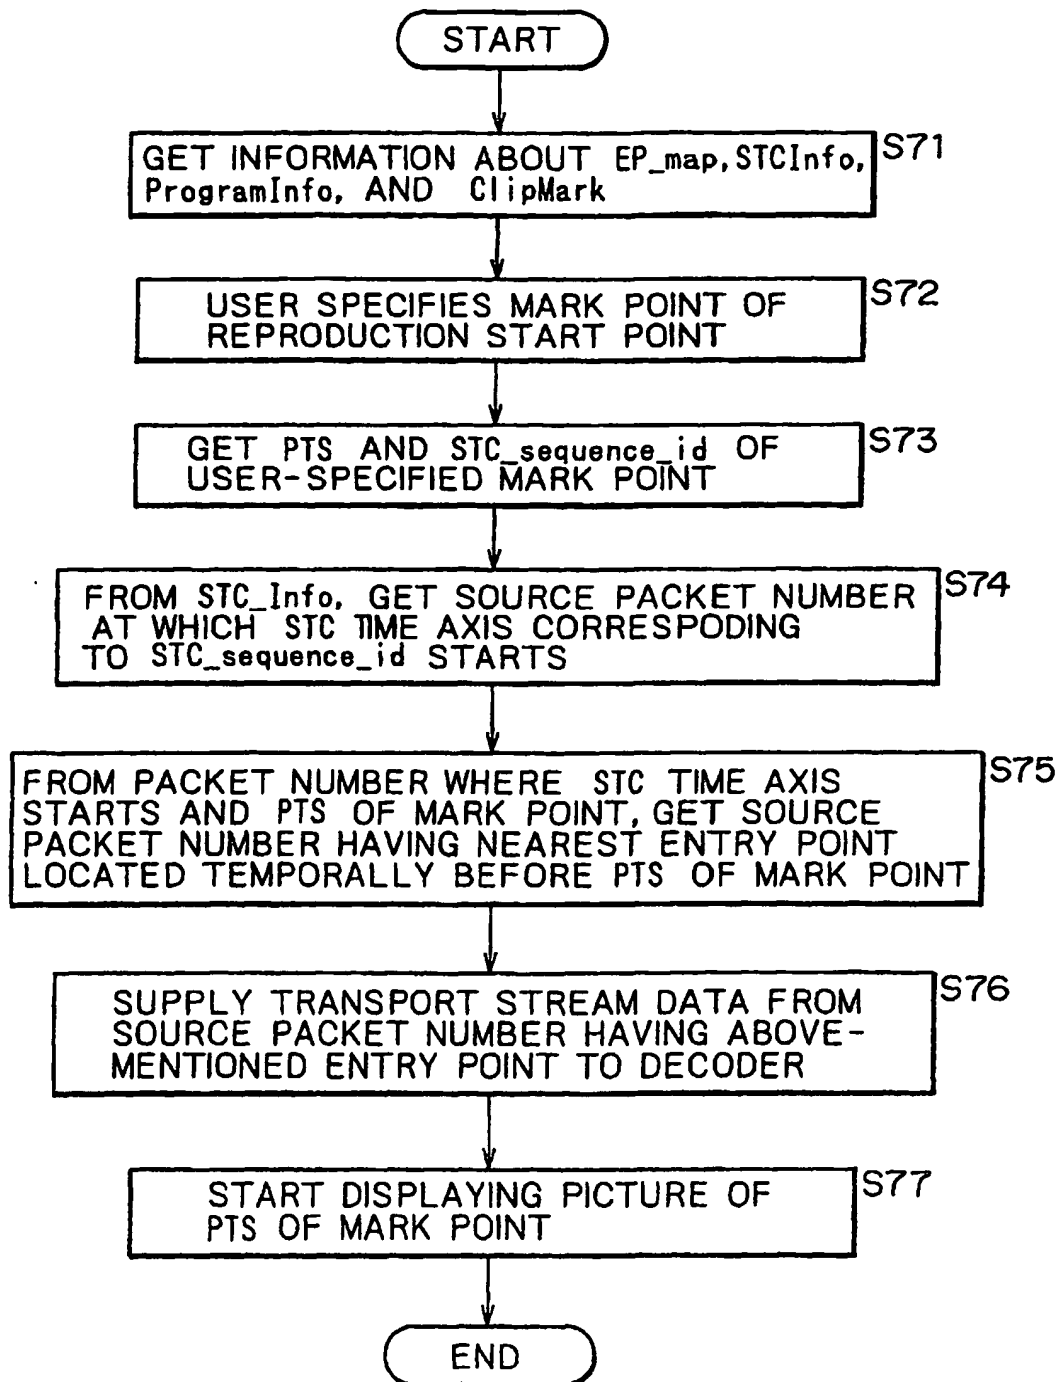 START
GET INFORMATION ABOUT EP_map, STCInfo,
ProgramInfo, AND ClipMark
S71
USER SPECIFIES MARK POINT OF
REPRODUCTION START POINT
S72
GET PTS AND STC_sequence_id OF
USER-SPECIFIED MARK POINT
S73
FROM STC_Info, GET SOURCE PACKET NUMBER
AT WHICH STC TIME AXIS CORRESPODING
TO STC_sequence_id STARTS
S74
FROM PACKET NUMBER WHERE STC TIME AXIS
STARTS AND PTS OF MARK POINT, GET SOURCE
PACKET NUMBER HAVING NEAREST ENTRY POINT
LOCATED TEMPORALLY BEFORE PTS OF MARK POINT
S75
SUPPLY TRANSPORT STREAM DATA FROM
SOURCE PACKET NUMBER HAVING ABOVE-
MENTIONED ENTRY POINT TO DECODER
S76
START DISPLAYING PICTURE OF
PTS OF MARK POINT
S77
END